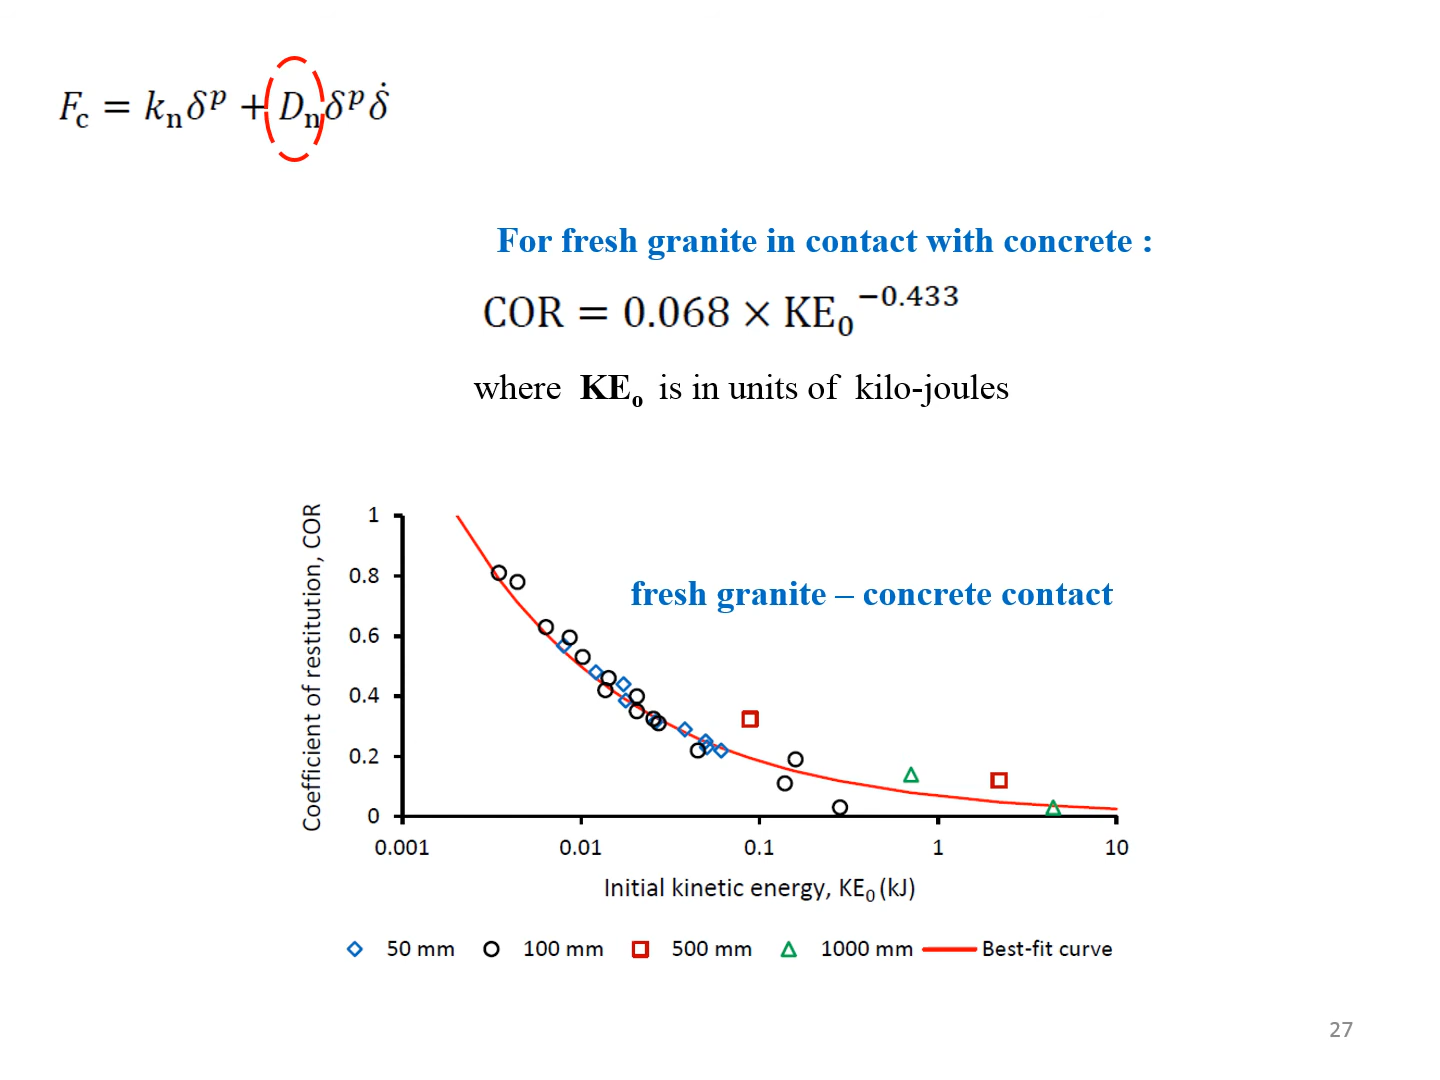 F_c = k_n δ^p + D_n δ^p δ̇
For fresh granite in contact with concrete :
COR = 0.068 × KE₀^−0.433
where KEₒ is in units of kilo-joules
Coefficient of restitution, COR
1
0.8
0.6
0.4
0.2
0
fresh granite – concrete contact
0.001 0.01 0.1 1 10
Initial kinetic energy, KE₀ (kJ)
50 mm 100 mm 500 mm 1000 mm Best-fit curve
27